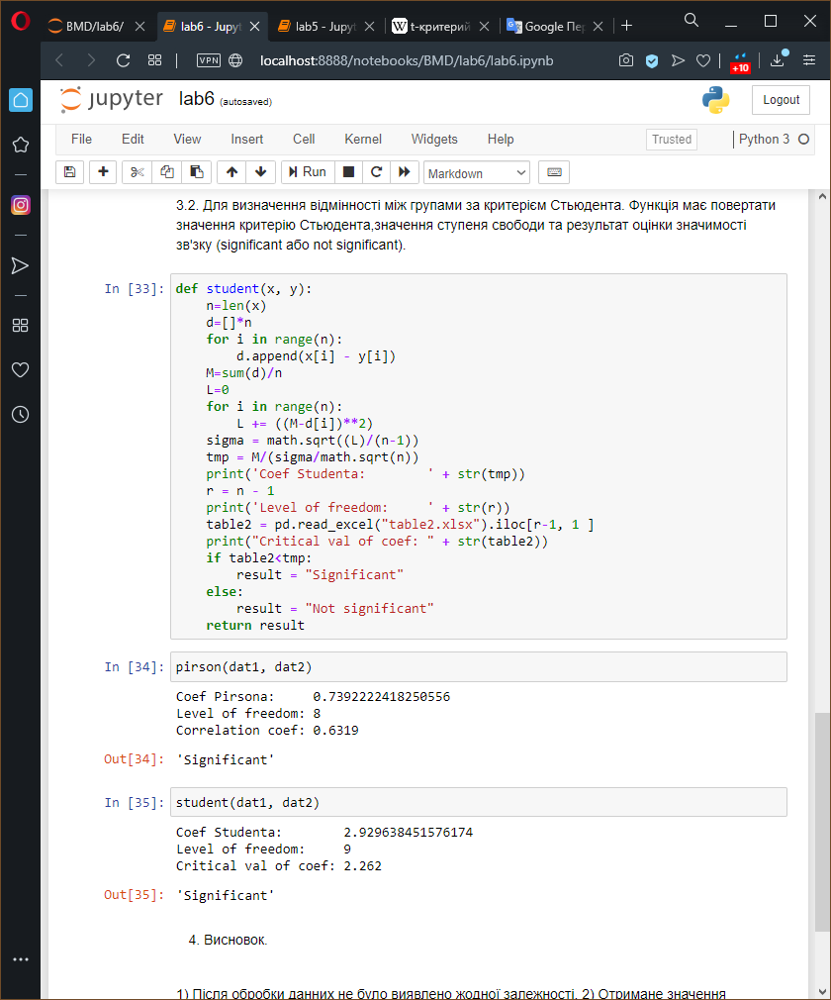 BMD/lab6/
lab6 - Jupyt
lab5 - Jupyt
W t-критерий
Google Пер
VPN
localhost:8888/notebooks/BMD/lab6/lab6.ipynb
+10
jupyter lab6 (autosaved)
Logout
File Edit View Insert Cell Kernel Widgets Help
Trusted
Python 3
Run
Markdown
3.2. Для визначення відмінності між групами за критерієм Стьюдента. Функція має повертати
значення критерію Стьюдента,значення ступеня свободи та результат оцінки значимості
зв'зку (significant або not significant).
In [33]: def student(x, y):
    n=len(x)
    d=[]*n
    for i in range(n):
        d.append(x[i] - y[i])
    M=sum(d)/n
    L=0
    for i in range(n):
        L += ((M-d[i])**2)
    sigma = math.sqrt((L)/(n-1))
    tmp = M/(sigma/math.sqrt(n))
    print('Coef Studenta:        ' + str(tmp))
    r = n - 1
    print('Level of freedom:     ' + str(r))
    table2 = pd.read_excel("table2.xlsx").iloc[r-1, 1 ]
    print("Critical val of coef: " + str(table2))
    if table2<tmp:
        result = "Significant"
    else:
        result = "Not significant"
    return result
In [34]: pirson(dat1, dat2)
Coef Pirsona:     0.7392222418250556
Level of freedom: 8
Correlation coef: 0.6319
Out[34]: 'Significant'
In [35]: student(dat1, dat2)
Coef Studenta:        2.929638451576174
Level of freedom:     9
Critical val of coef: 2.262
Out[35]: 'Significant'
4. Висновок.
1) Після обробки данних не було виявлено жодної залежності. 2) Отримане значення